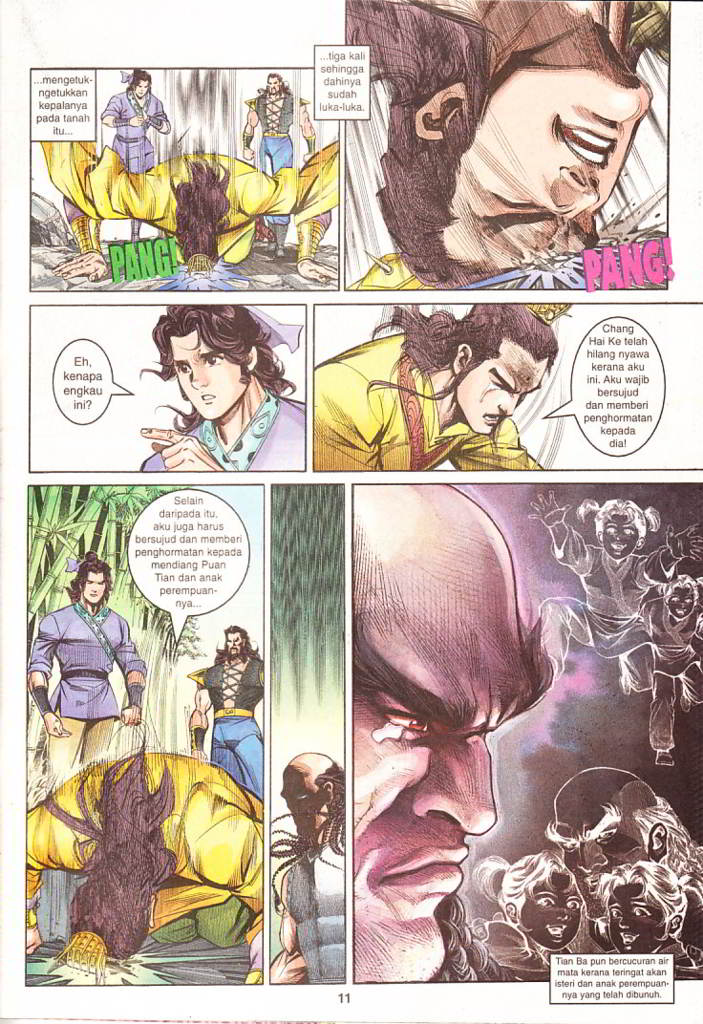 ...mengetuk-
ngetukkan
kepalanya
pada tanah
itu...
...tiga kali
sehingga
dahinya
sudah
luka-luka.
PANG!
PANG!
Eh,
kenapa
engkau
ini?
Chang
Hai Ke telah
hilang nyawa
kerana aku
ini. Aku wajib
bersujud
dan memberi
penghormatan
kepada
dia!
Selain
daripada itu,
aku juga harus
bersujud dan memberi
penghormatan kepada
mendiang Puan
Tian dan anak
perempuan-
nya...
Tian Ba pun bercucuran air
mata kerana teringat akan
isteri dan anak perempuan-
nya yang telah dibunuh.
11